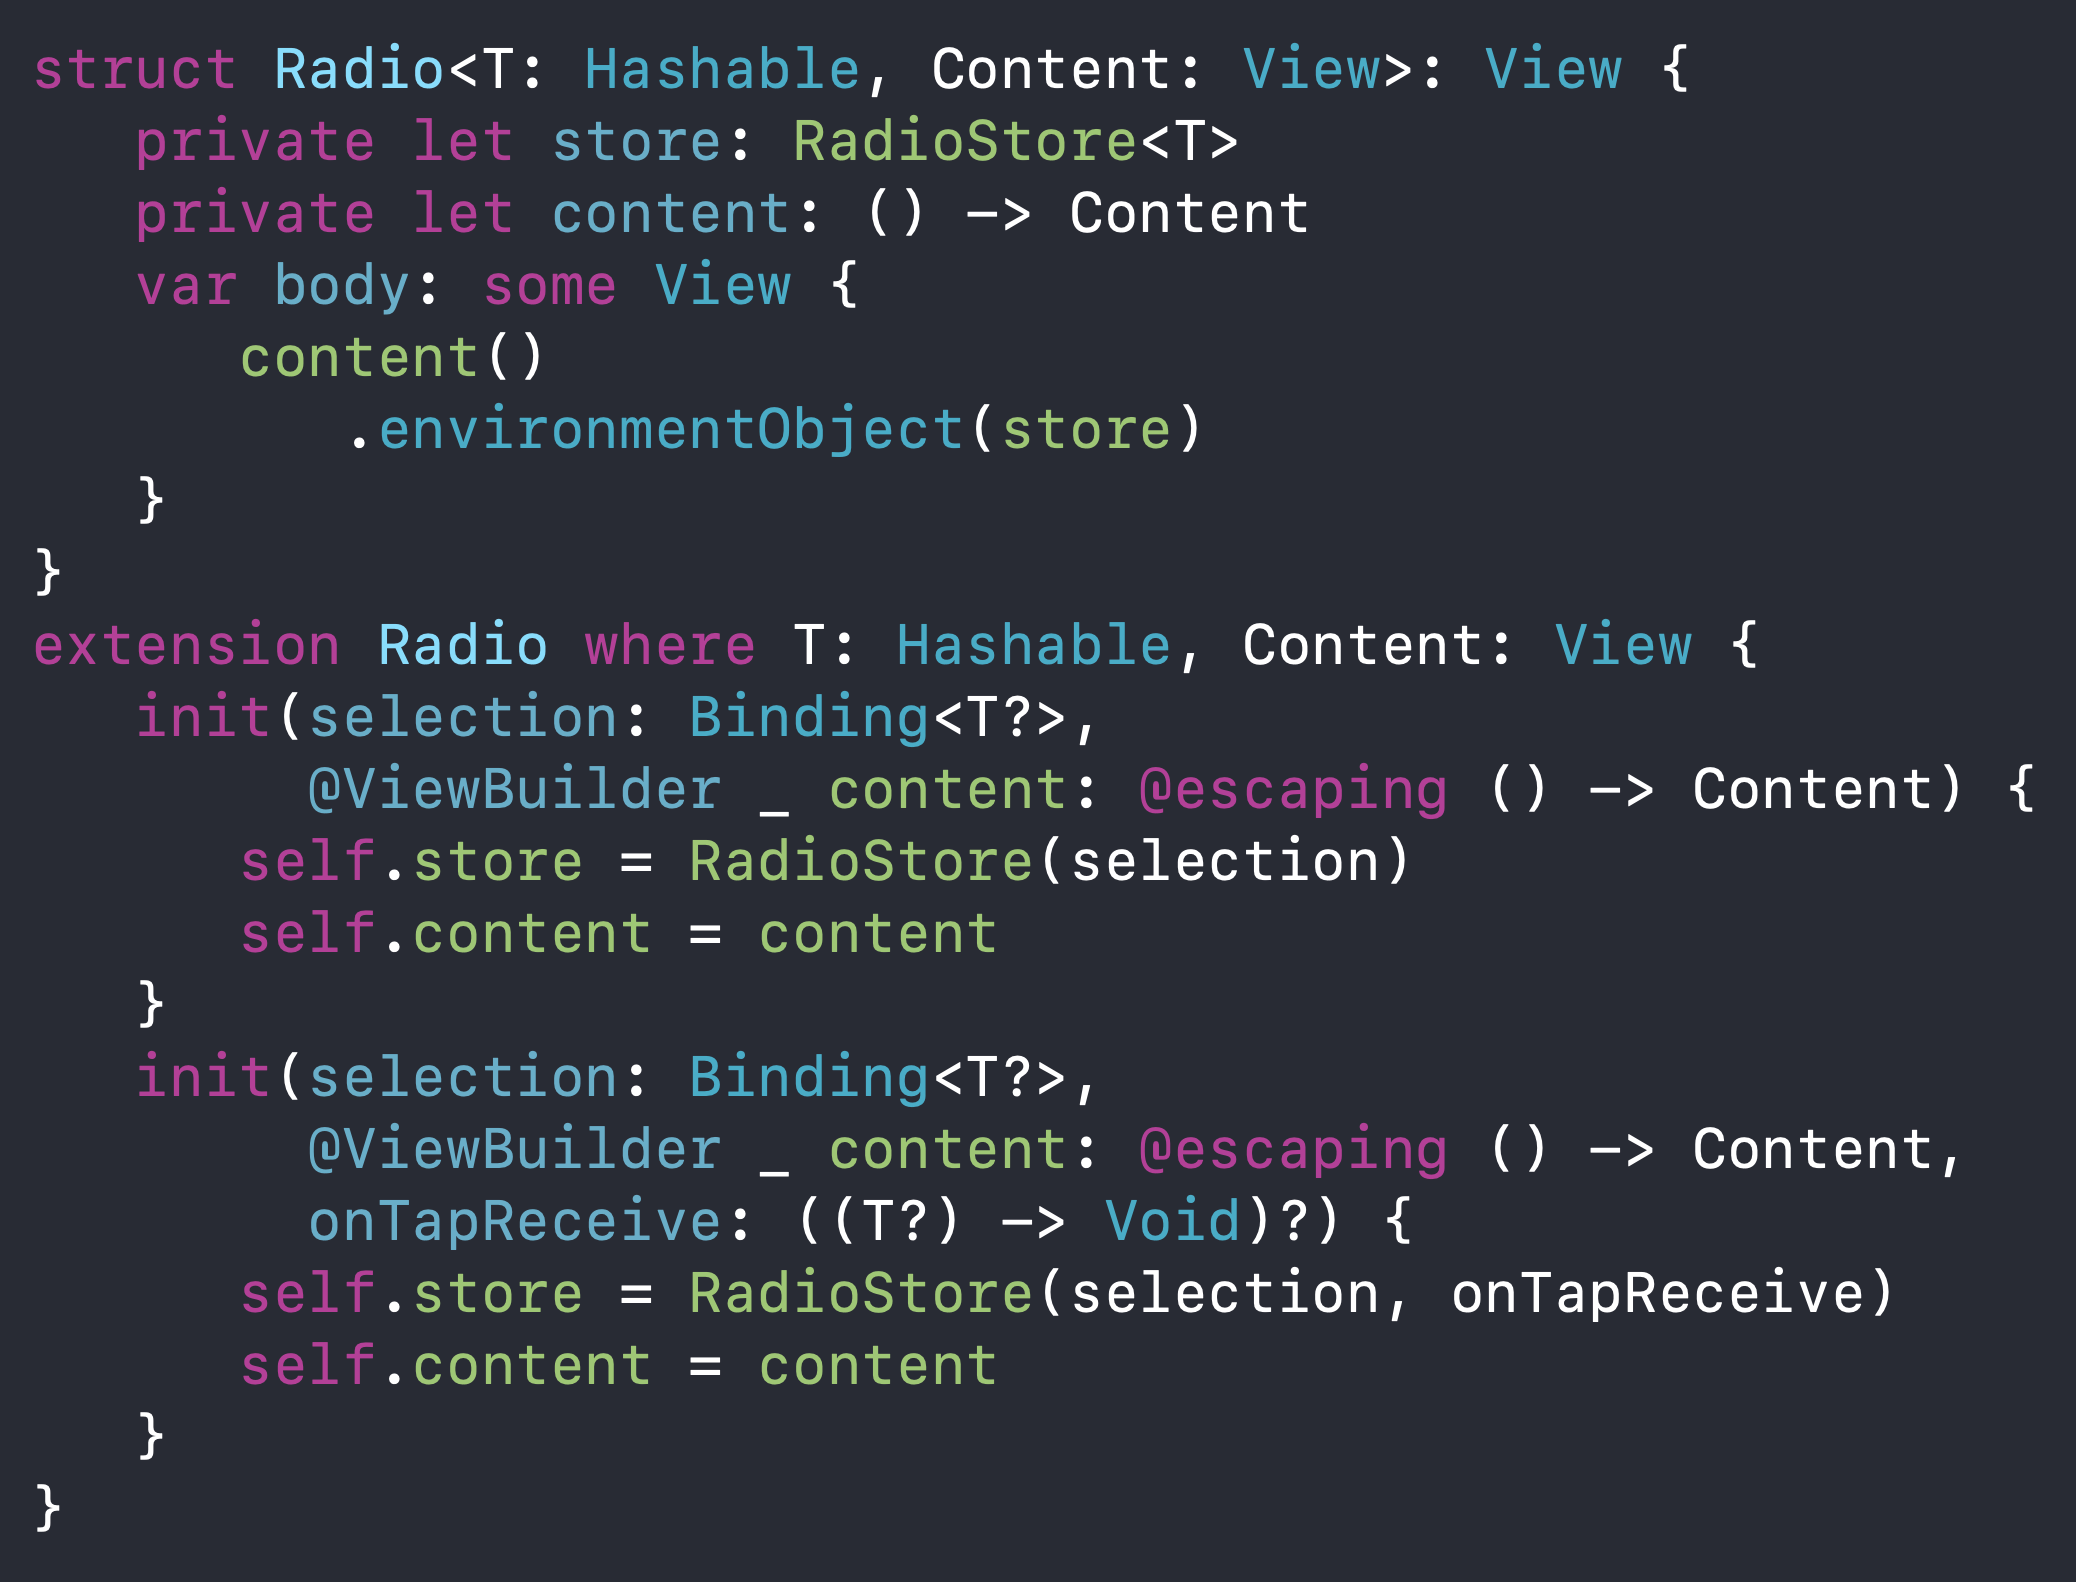 struct Radio<T: Hashable, Content: View>: View {
   private let store: RadioStore<T>
   private let content: () -> Content
   var body: some View {
      content()
         .environmentObject(store)
   }
}
extension Radio where T: Hashable, Content: View {
   init(selection: Binding<T?>,
        @ViewBuilder _ content: @escaping () -> Content) {
      self.store = RadioStore(selection)
      self.content = content
   }
   init(selection: Binding<T?>,
        @ViewBuilder _ content: @escaping () -> Content,
        onTapReceive: ((T?) -> Void)?) {
      self.store = RadioStore(selection, onTapReceive)
      self.content = content
   }
}